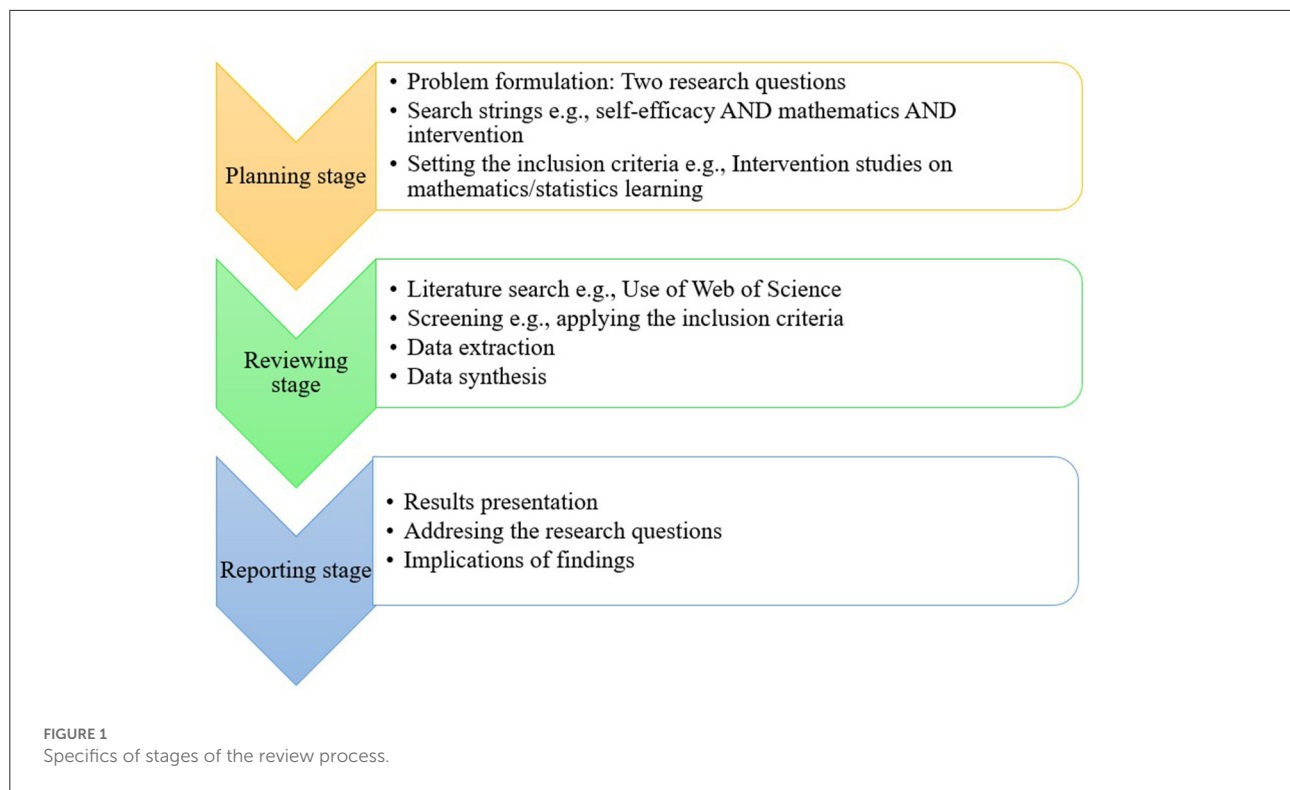 Planning stage
• Problem formulation: Two research questions
• Search strings e.g., self-efficacy AND mathematics AND
intervention
• Setting the inclusion criteria e.g., Intervention studies on
mathematics/statistics learning
Reviewing
stage
• Literature search e.g., Use of Web of Science
• Screening e.g., applying the inclusion criteria
• Data extraction
• Data synthesis
Reporting stage
• Results presentation
• Addresing the research questions
• Implications of findings
FIGURE 1
Specifics of stages of the review process.